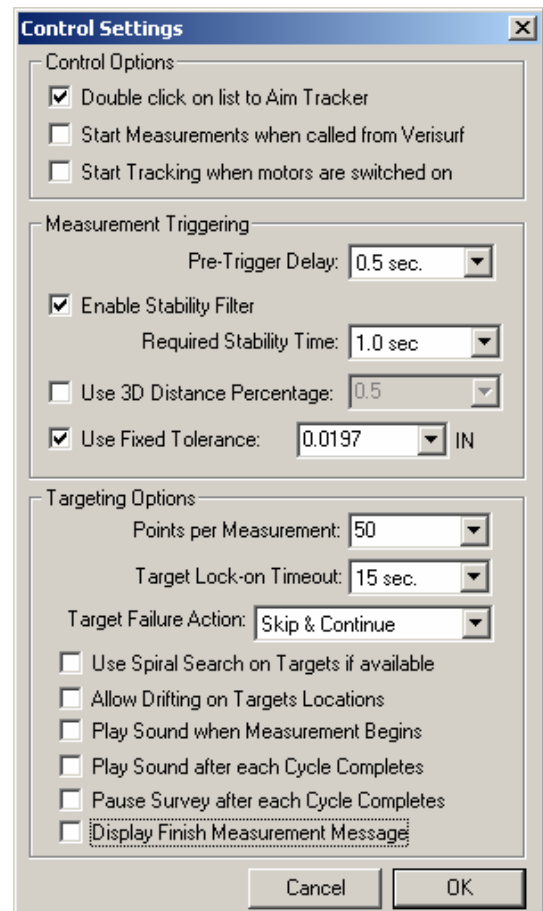 Control Settings
Control Options
Double click on list to Aim Tracker
Start Measurements when called from Verisurf
Start Tracking when motors are switched on
Measurement Triggering
Pre-Trigger Delay: 0.5 sec.
Enable Stability Filter
Required Stability Time: 1.0 sec
Use 3D Distance Percentage: 0.5
Use Fixed Tolerance: 0.0197 IN
Targeting Options
Points per Measurement: 50
Target Lock-on Timeout: 15 sec.
Target Failure Action: Skip & Continue
Use Spiral Search on Targets if available
Allow Drifting on Targets Locations
Play Sound when Measurement Begins
Play Sound after each Cycle Completes
Pause Survey after each Cycle Completes
Display Finish Measurement Message
Cancel OK